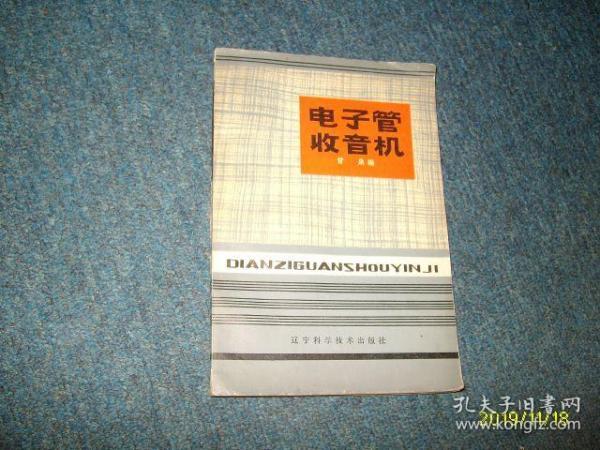 电子管
收音机
DIANZIGUANSHOUYINJI
辽宁科学技术出版社
孔夫子旧书网
www.kongfz.com
2019/11/18